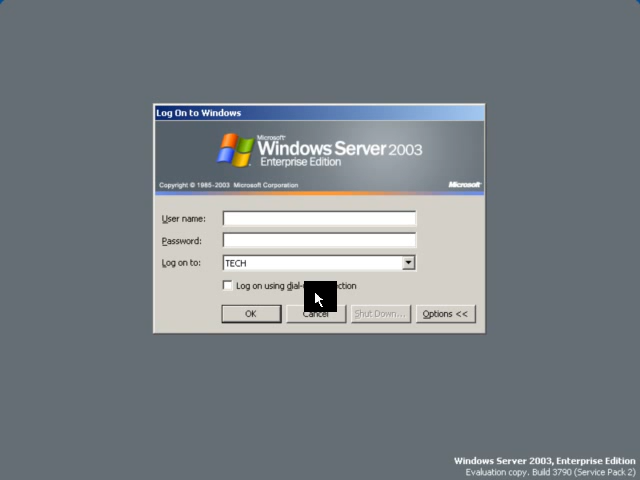 Log On to Windows
Microsoft
Windows Server 2003
Enterprise Edition
Copyright © 1985-2003 Microsoft Corporation
Microsoft
User name:
Password:
Log on to:
TECH
Log on using dial- ction
OK
Cancel
Shut Down...
Options <<
Windows Server 2003, Enterprise Edition
Evaluation copy. Build 3790 (Service Pack 2)